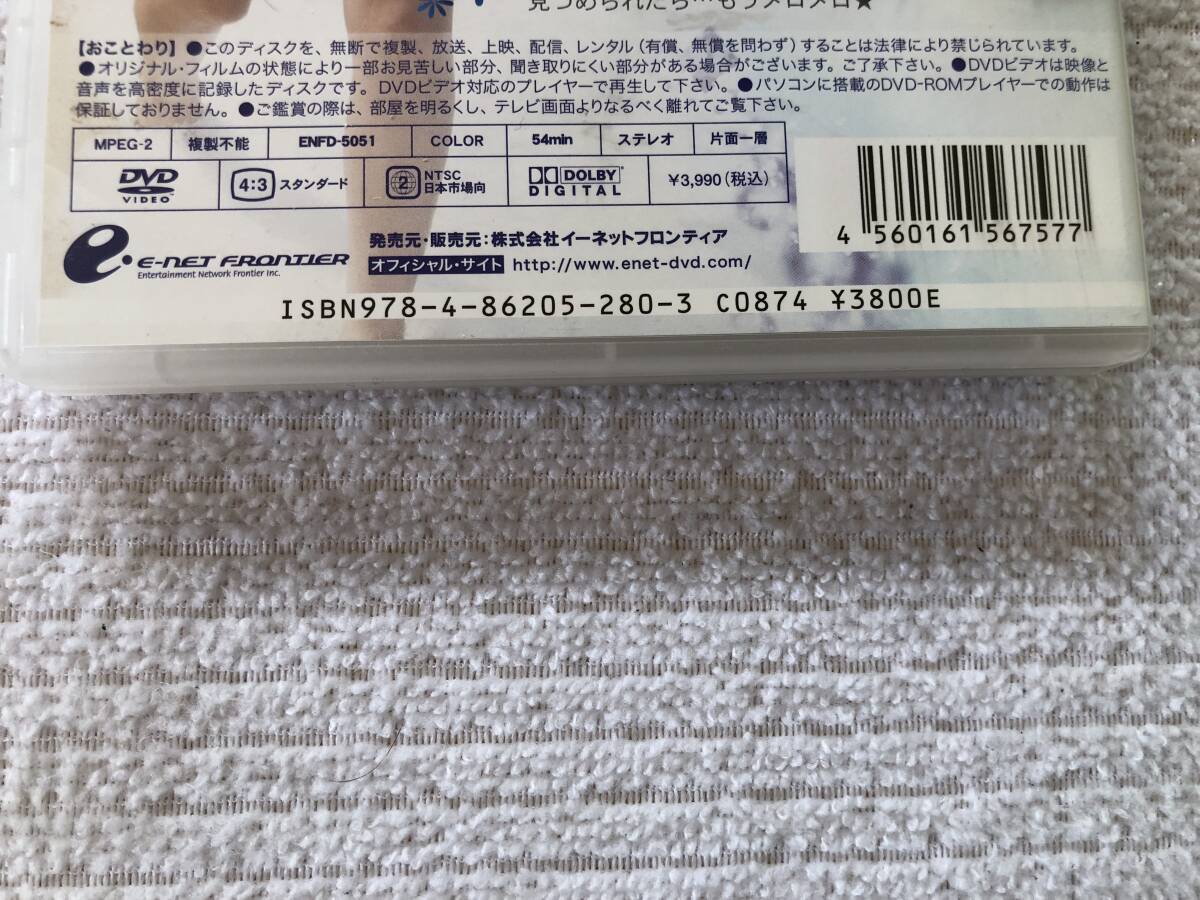 見つめられたら…もうメロメロ★
【おことわり】●このディスクを、無断で複製、放送、上映、配信、レンタル（有償、無償を問わず）することは法律により禁じられています。
●オリジナル・フィルムの状態により一部お見苦しい部分、聞き取りにくい部分がある場合がございます。ご了承下さい。●DVDビデオは映像と
音声を高密度に記録したディスクです。DVDビデオ対応のプレイヤーで再生して下さい。●パソコンに搭載のDVD-ROMプレイヤーでの動作は
保証しておりません。●ご鑑賞の際は、部屋を明るくし、テレビ画面よりなるべく離れてご覧下さい。
MPEG-2 複製不能 ENFD-5051 COLOR 54min ステレオ 片面一層
DVD VIDEO 4:3 スタンダード 2 NTSC 日本市場向 DOLBY DIGITAL ¥3,990（税込）
4 560161 567577
e-NET FRONTIER
Entertainment Network Frontier Inc.
発売元・販売元：株式会社イーネットフロンティア
オフィシャル・サイト http://www.enet-dvd.com/
ISBN978-4-86205-280-3 C0874 ¥3800E